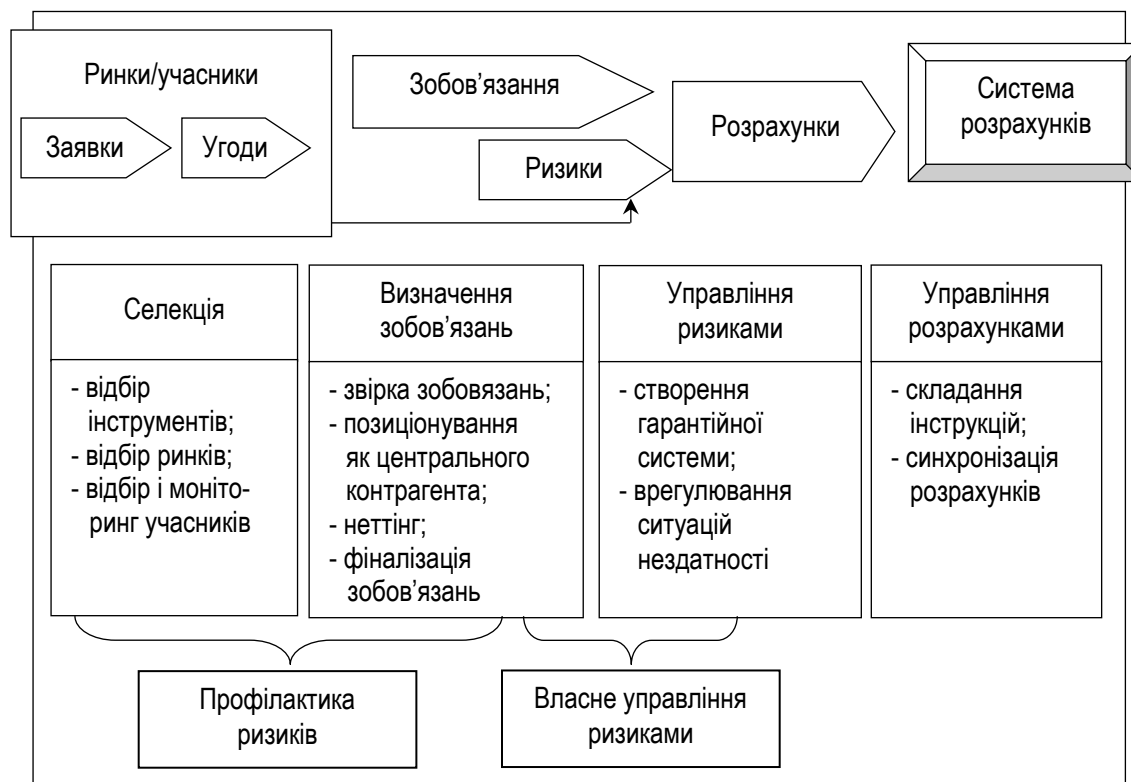 Ринки/учасники
Заявки
Угоди
Зобов’язання
Ризики
Розрахунки
Система
розрахунків
Селекція
- відбір
інструментів;
- відбір ринків;
- відбір і моніто-
ринг учасників
Визначення
зобов’язань
- звірка зобовязань;
- позиціонування
як центрального
контрагента;
- неттінг;
- фіналізація
зобов’язань
Управління
ризиками
- створення
гарантійної
системи;
- врегулювання
ситуацій
нездатності
Управління
розрахунками
- складання
інструкцій;
- синхронізація
розрахунків
Профілактика
ризиків
Власне управління
ризиками